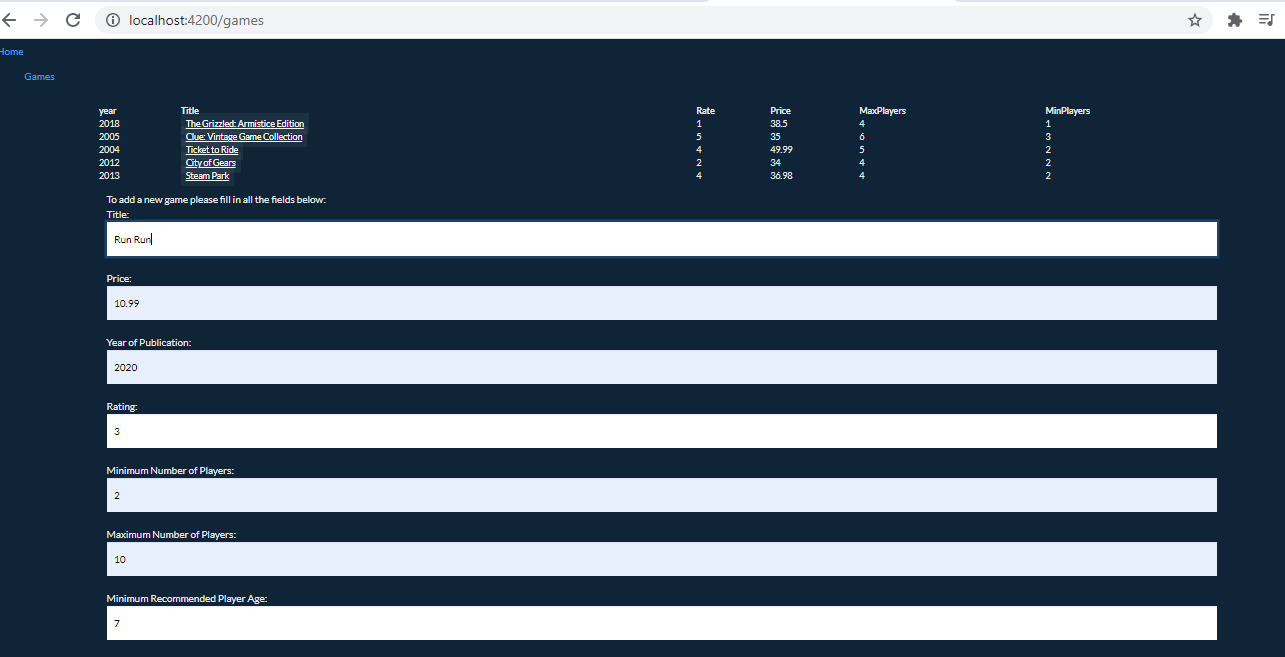 localhost:4200/games
Home
Games
year Title Rate Price MaxPlayers MinPlayers
2018 The Grizzled: Armistice Edition 1 38.5 4 1
2005 Clue: Vintage Game Collection 5 35 6 3
2004 Ticket to Ride 4 49.99 5 2
2012 City of Gears 2 34 4 2
2013 Steam Park 4 36.98 4 2
To add a new game please fill in all the fields below:
Title:
Run Run
Price:
10.99
Year of Publication:
2020
Rating:
3
Minimum Number of Players:
2
Maximum Number of Players:
10
Minimum Recommended Player Age:
7